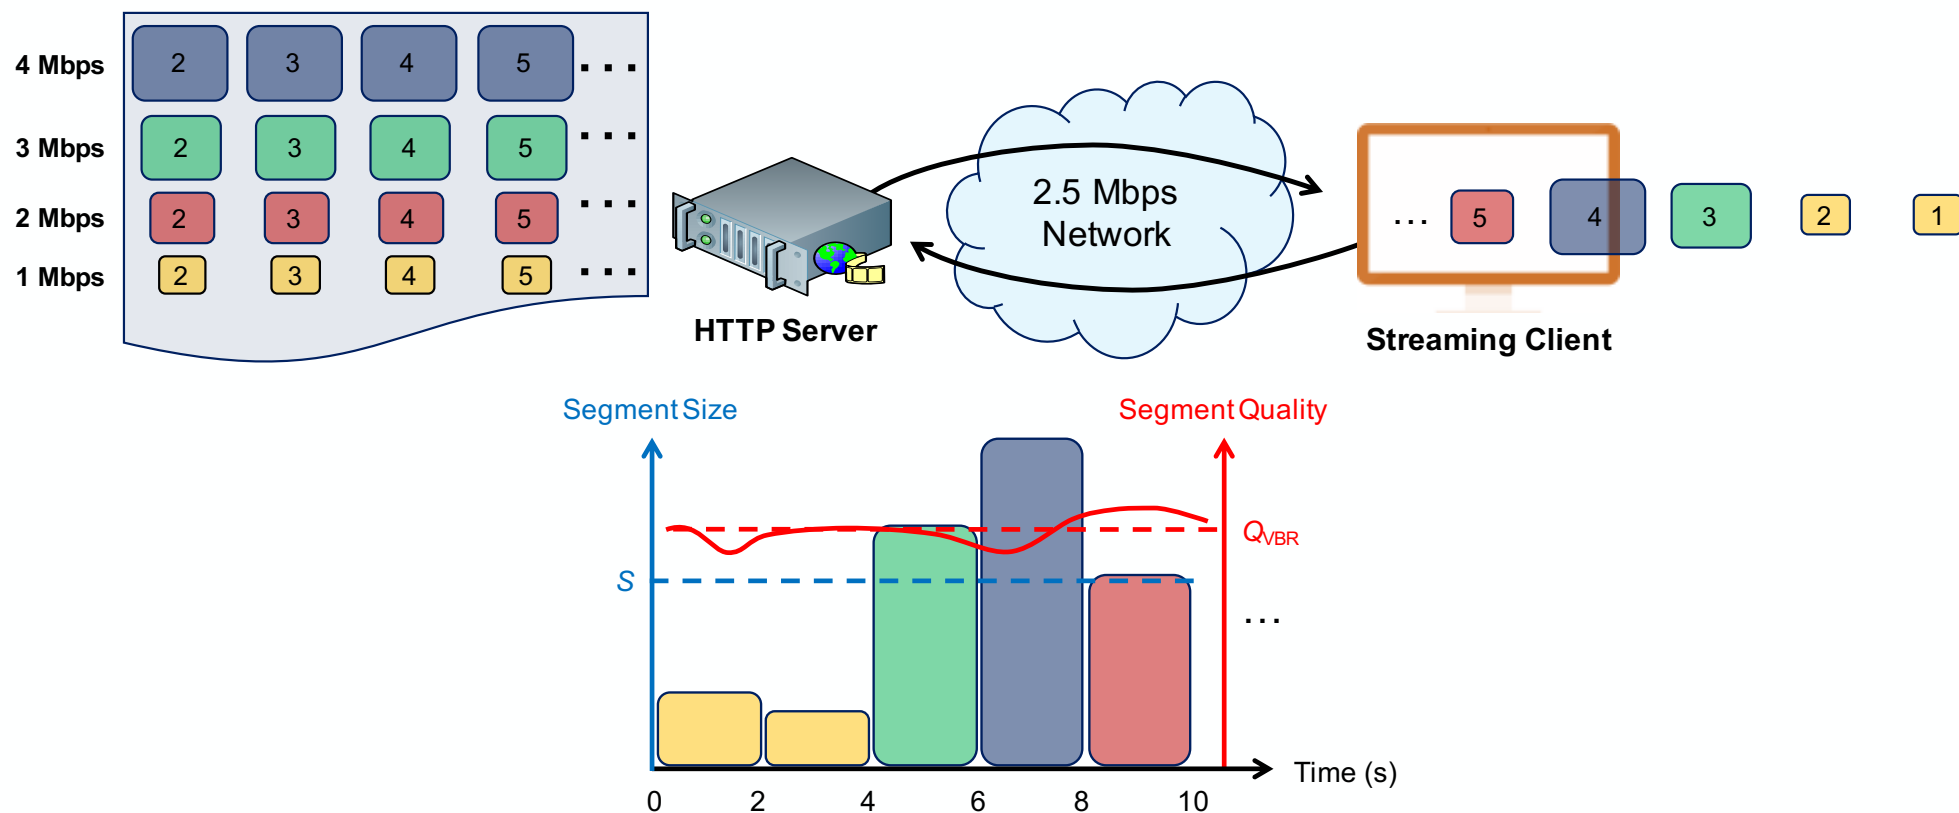 4 Mbps 2 3 4 5 ...
3 Mbps 2 3 4 5 ...
2 Mbps 2 3 4 5 ...
1 Mbps 2 3 4 5 ...
HTTP Server
2.5 Mbps
Network
... 5 4 3 2 1
Streaming Client
Segment Size
Segment Quality
QVBR
S
...
Time (s)
0 2 4 6 8 10